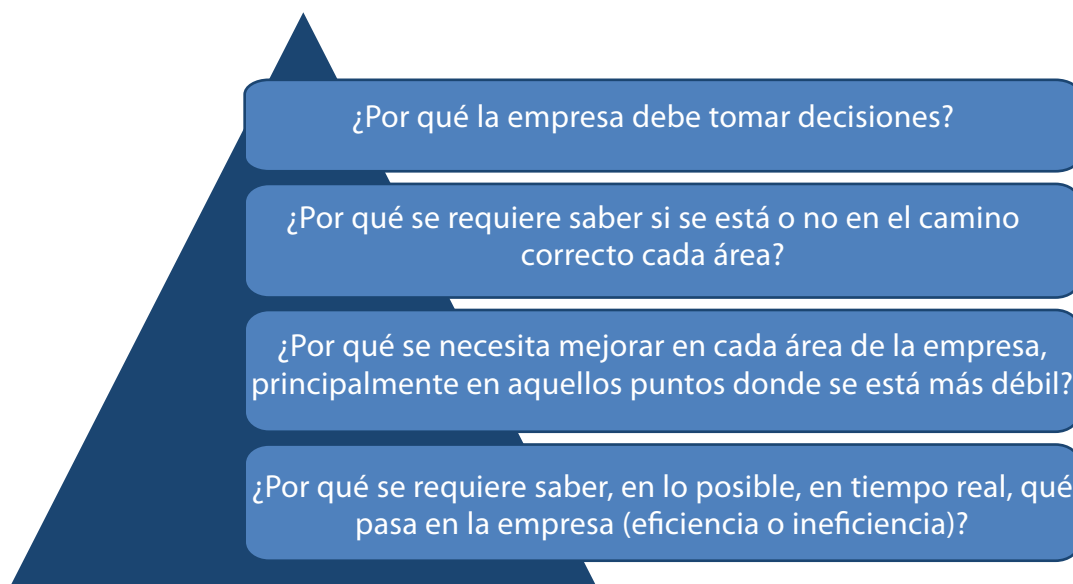 ¿Por qué la empresa debe tomar decisiones?
¿Por qué se requiere saber si se está o no en el camino
correcto cada área?
¿Por qué se necesita mejorar en cada área de la empresa,
principalmente en aquellos puntos donde se está más débil?
¿Por qué se requiere saber, en lo posible, en tiempo real, qué
pasa en la empresa (eficiencia o ineficiencia)?